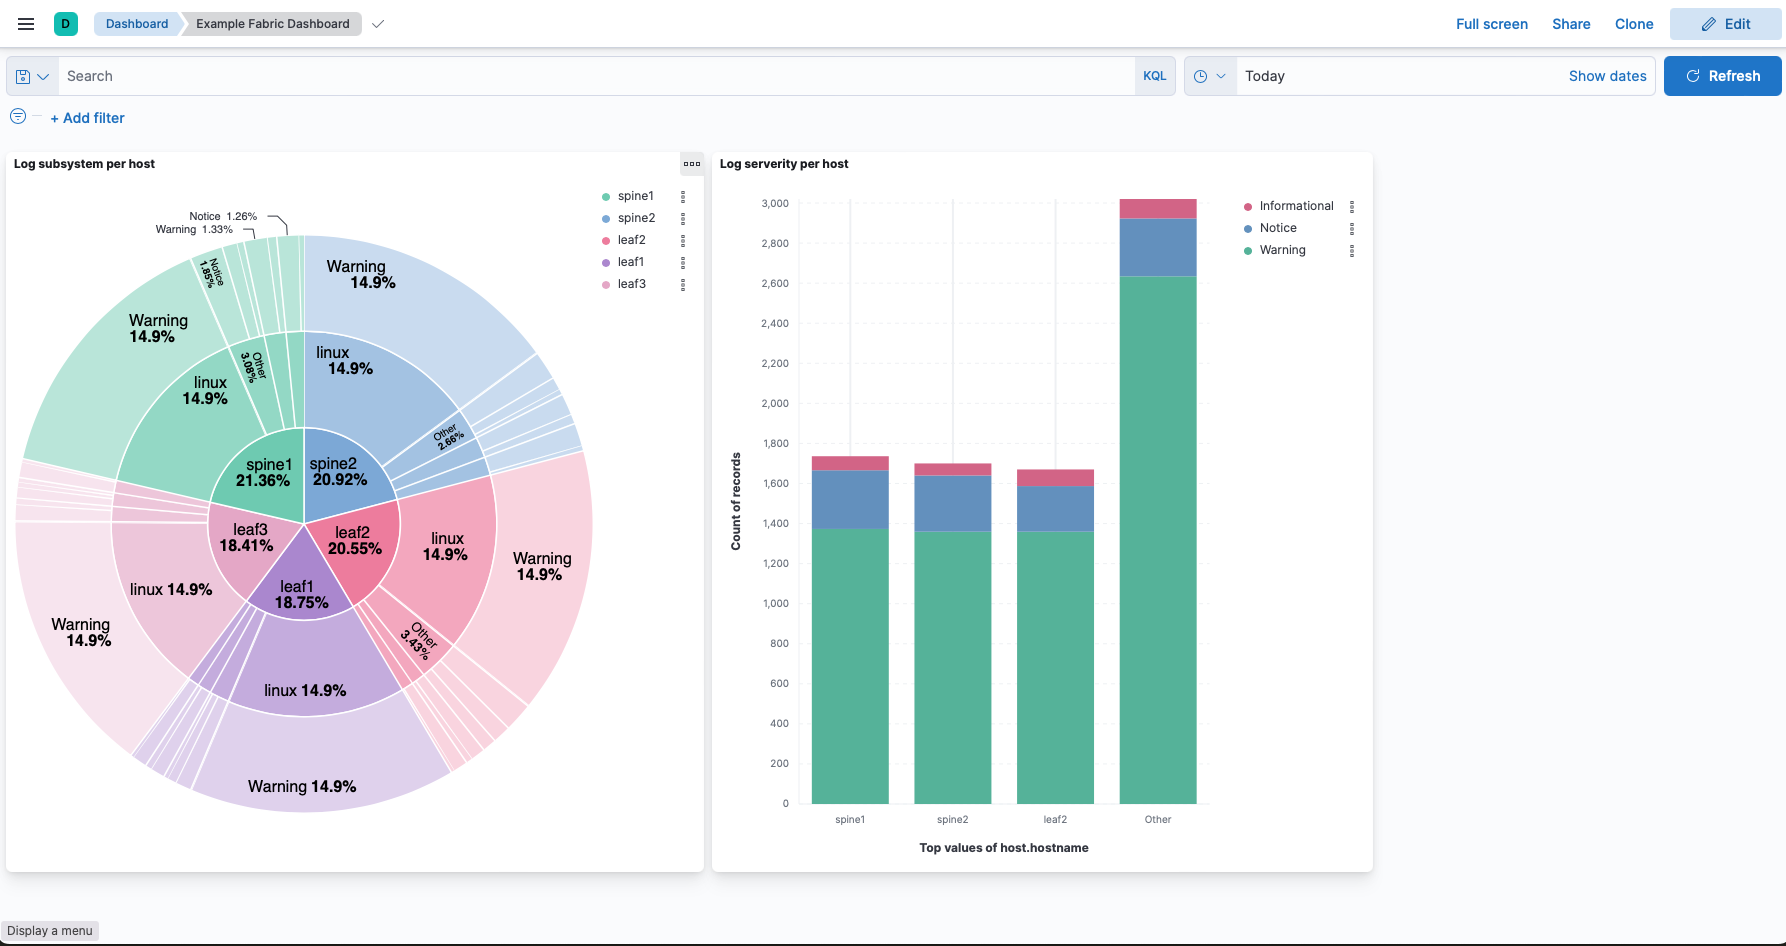 D Dashboard Example Fabric Dashboard Full screen Share Clone Edit
Search KQL Today Show dates Refresh
+ Add filter
Log subsystem per host
spine1
spine2
leaf2
leaf1
leaf3
Notice 1.26%
Warning 1.33%
Notice
1.85%
Warning
14.9%
Warning
14.9%
linux
14.9%
Other
3.08%
linux
14.9%
Other
2.66%
spine1
21.36%
spine2
20.92%
leaf3
18.41%
leaf2
20.55%
linux
14.9%
Warning
14.9%
linux 14.9%
leaf1
18.75%
Warning
14.9%
Other
3.43%
linux 14.9%
Warning 14.9%
Log serverity per host
Informational
Notice
Warning
3,000
2,800
2,600
2,400
2,200
2,000
1,800
1,600
1,400
1,200
1,000
800
600
400
200
0
Count of records
spine1 spine2 leaf2 Other
Top values of host.hostname
Display a menu